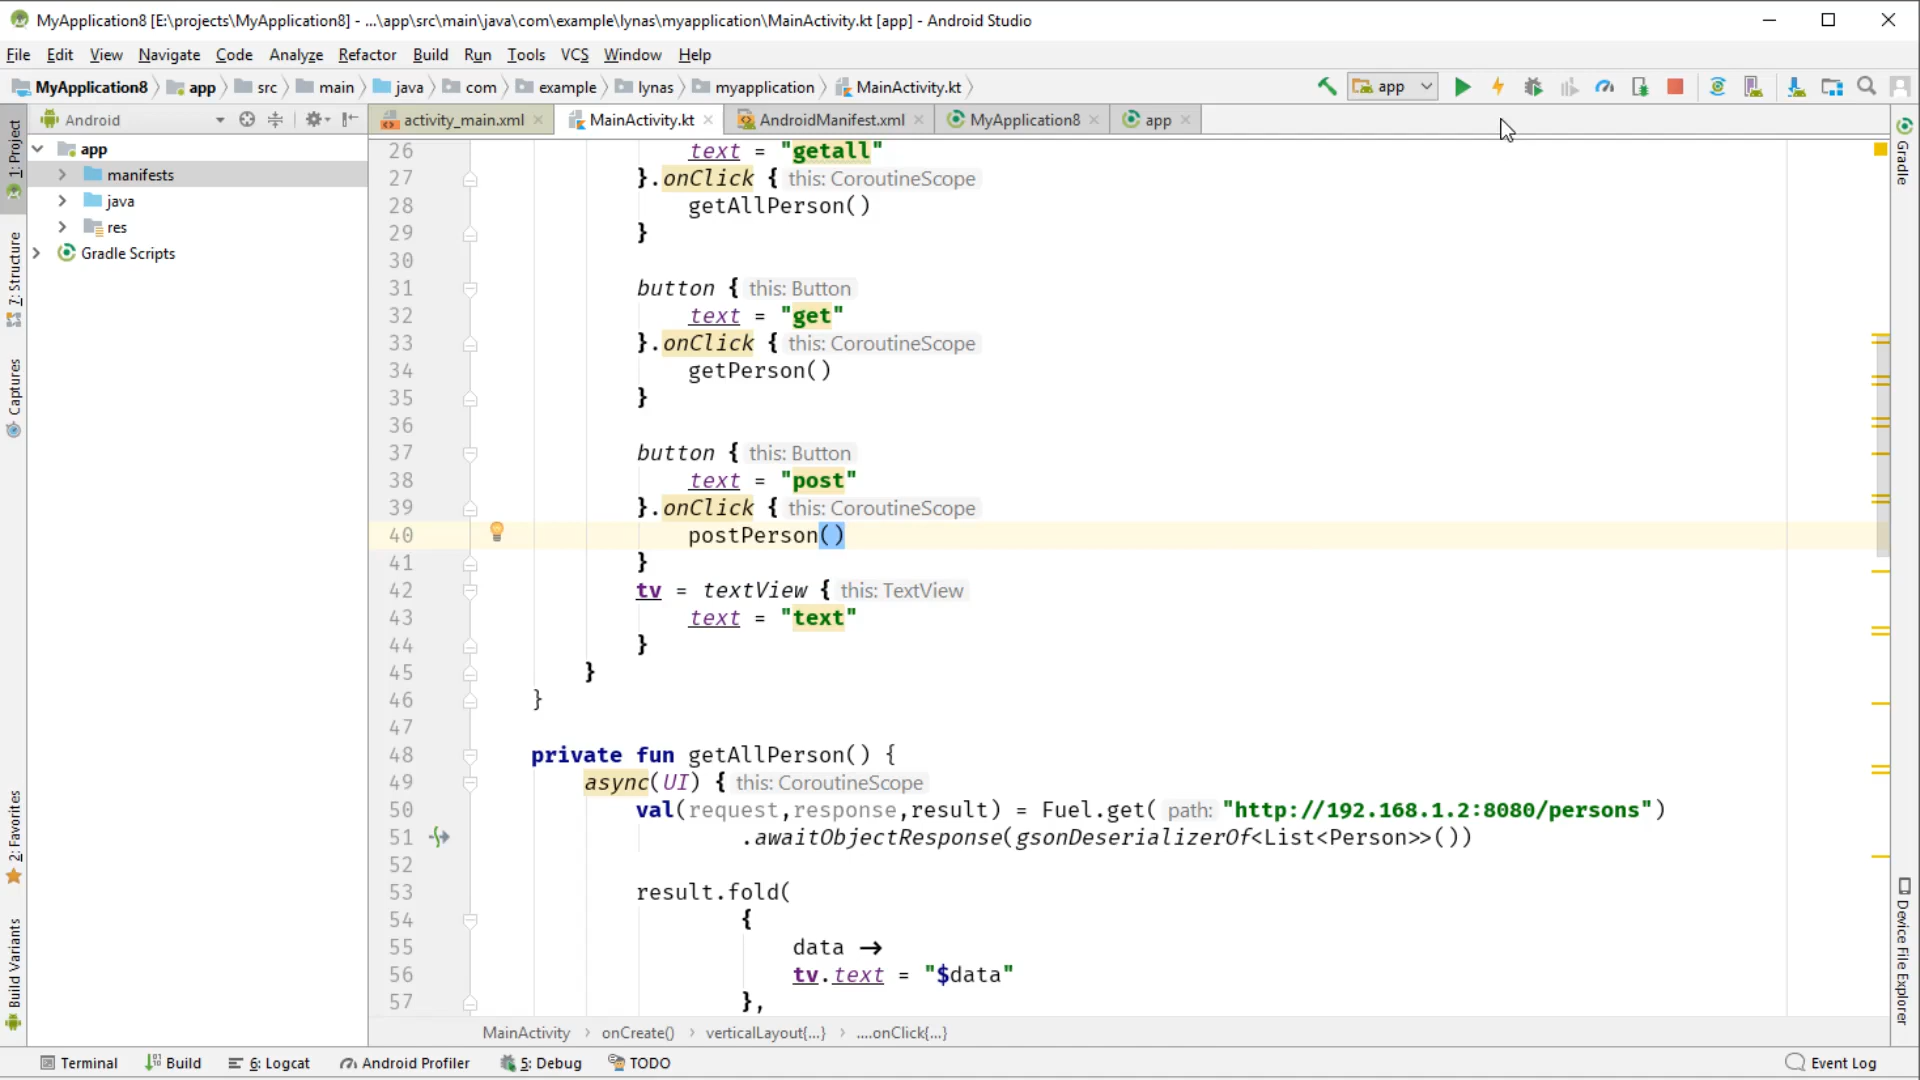 MyApplication8 [E:\projects\MyApplication8] - ...\app\src\main\java\com\example\lynas\myapplication\MainActivity.kt [app] - Android Studio
File Edit View Navigate Code Analyze Refactor Build Run Tools VCS Window Help
MyApplication8 app src main java com example lynas myapplication MainActivity.kt app
Android activity_main.xml MainActivity.kt AndroidManifest.xml MyApplication8 app
app
manifests
java
res
Gradle Scripts
1: Project
7: Structure
Captures
2: Favorites
Build Variants
26 text = "getall"
27 }.onClick { this: CoroutineScope
28 getAllPerson()
29 }
30
31 button { this: Button
32 text = "get"
33 }.onClick { this: CoroutineScope
34 getPerson()
35 }
36
37 button { this: Button
38 text = "post"
39 }.onClick { this: CoroutineScope
40 postPerson()
41 }
42 tv = textView { this: TextView
43 text = "text"
44 }
45 }
46 }
47
48 private fun getAllPerson() {
49 async(UI) { this: CoroutineScope
50 val(request,response,result) = Fuel.get( path: "http://192.168.1.2:8080/persons")
51 .awaitObjectResponse(gsonDeserializerOf<List<Person>>())
52
53 result.fold(
54 {
55 data →
56 tv.text = "$data"
57 },
Gradle
Device File Explorer
MainActivity › onCreate() › verticalLayout{...} › ....onClick{...}
Terminal Build 6: Logcat Android Profiler 5: Debug TODO Event Log